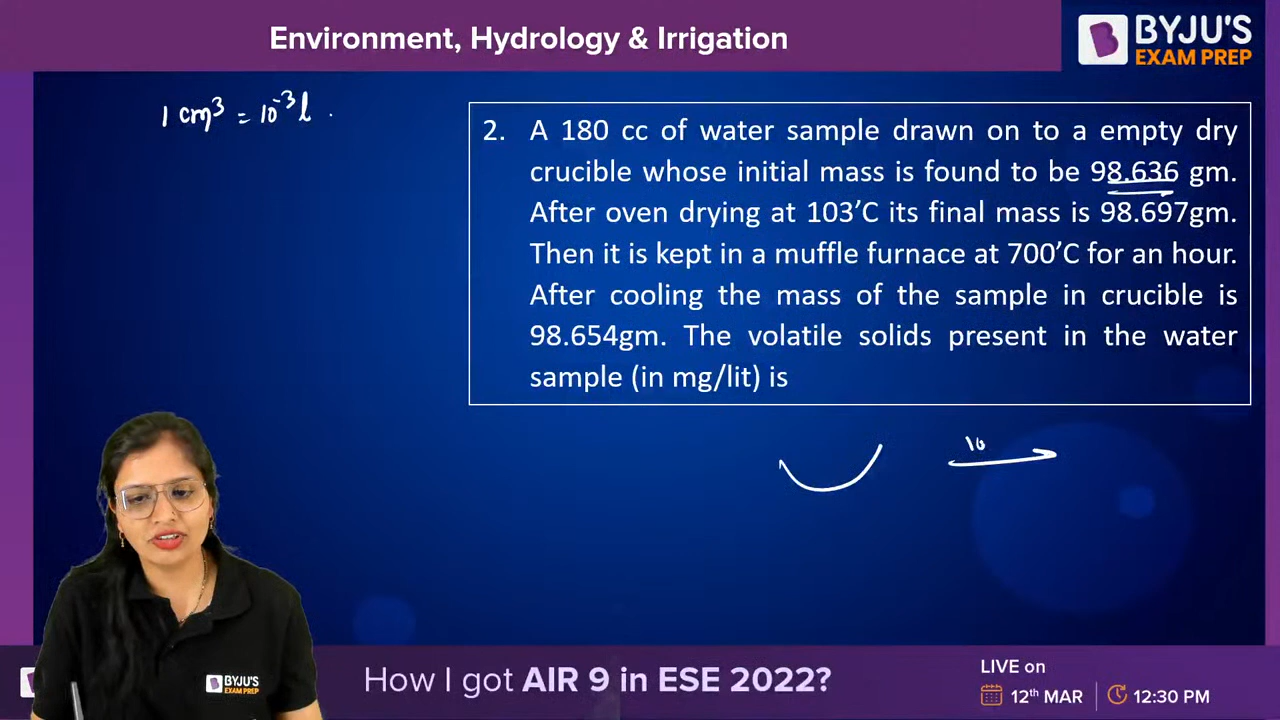 Environment, Hydrology & Irrigation
BYJU'S
EXAM PREP
1 cm³ = 10⁻³ l .
2. A 180 cc of water sample drawn on to a empty dry
crucible whose initial mass is found to be 98.636 gm.
After oven drying at 103′C its final mass is 98.697gm.
Then it is kept in a muffle furnace at 700′C for an hour.
After cooling the mass of the sample in crucible is
98.654gm. The volatile solids present in the water
sample (in mg/lit) is
10
BYJU'S
EXAM PREP
How I got AIR 9 in ESE 2022?
LIVE on
12th MAR
12:30 PM